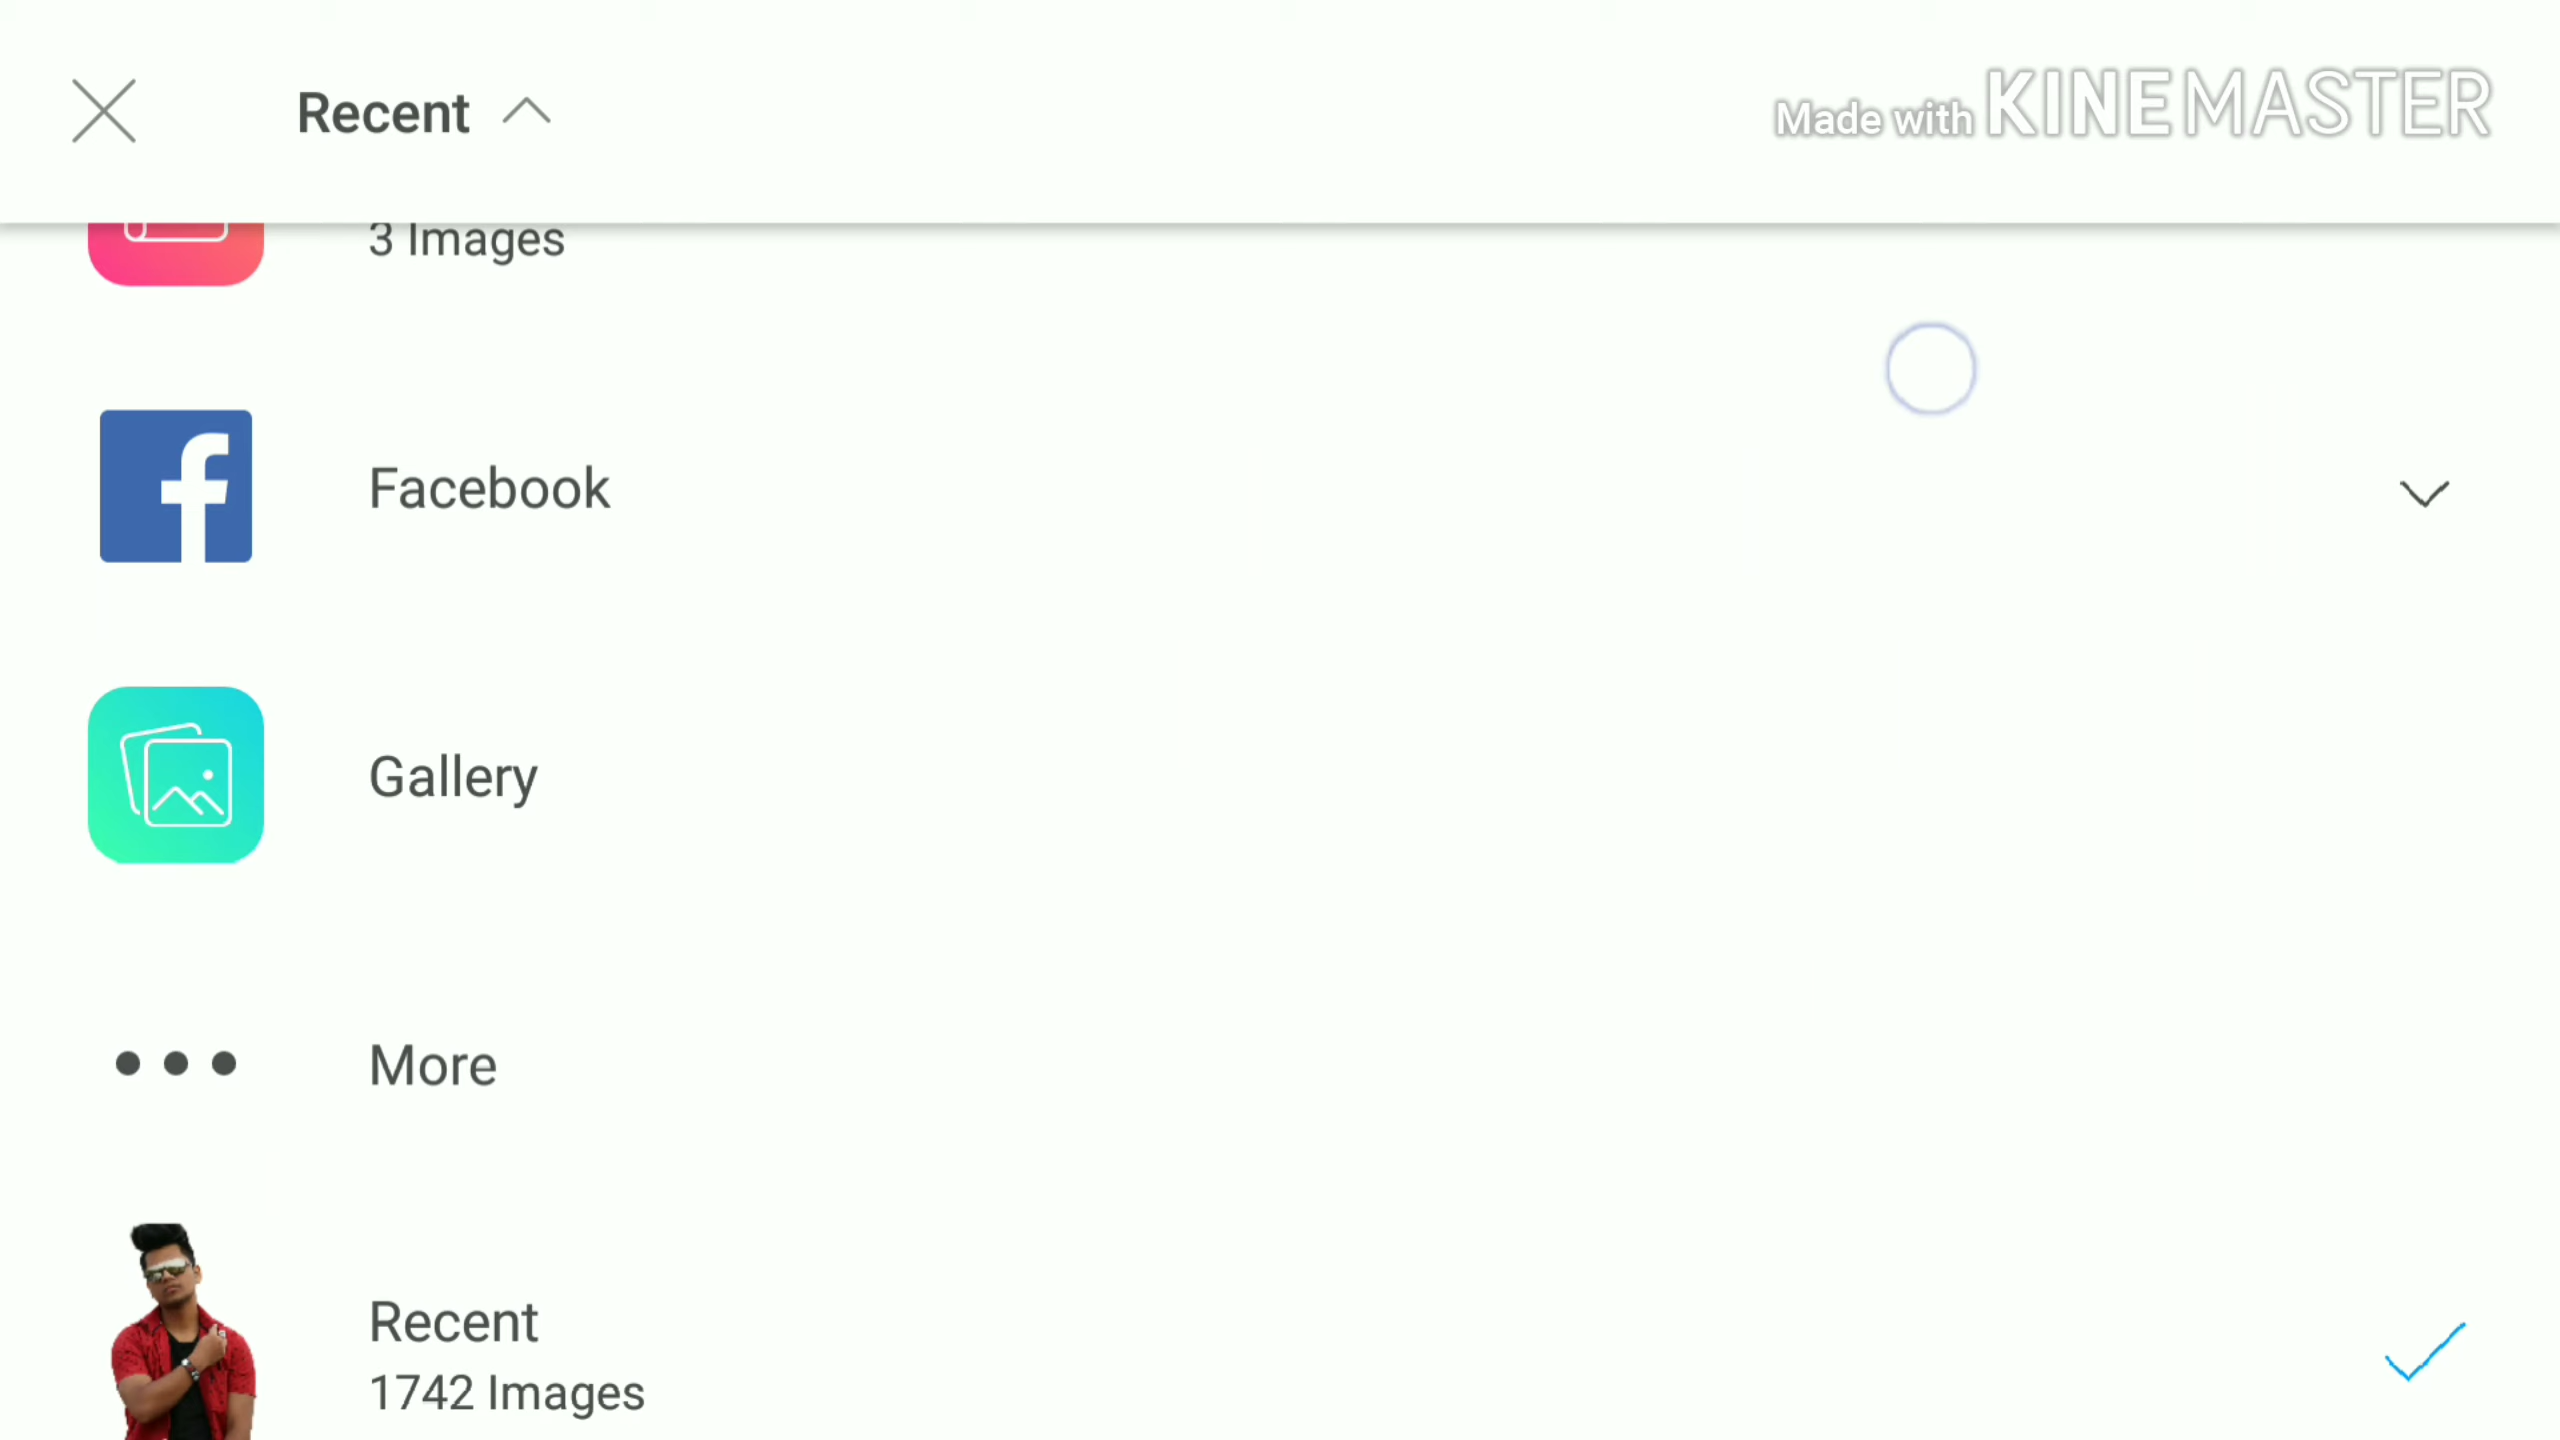 Recent
Made with KINEMASTER
3 Images
Facebook
Gallery
More
Recent
1742 Images